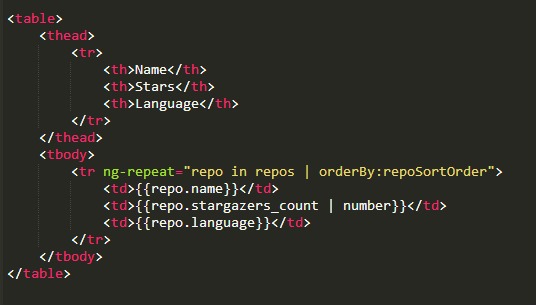 <table>
<thead>
<tr>
<th>Name</th>
<th>Stars</th>
<th>Language</th>
</tr>
</thead>
<tbody>
<tr ng-repeat="repo in repos | orderBy:repoSortOrder">
<td>{{repo.name}}</td>
<td>{{repo.stargazers_count | number}}</td>
<td>{{repo.language}}</td>
</tr>
</tbody>
</table>